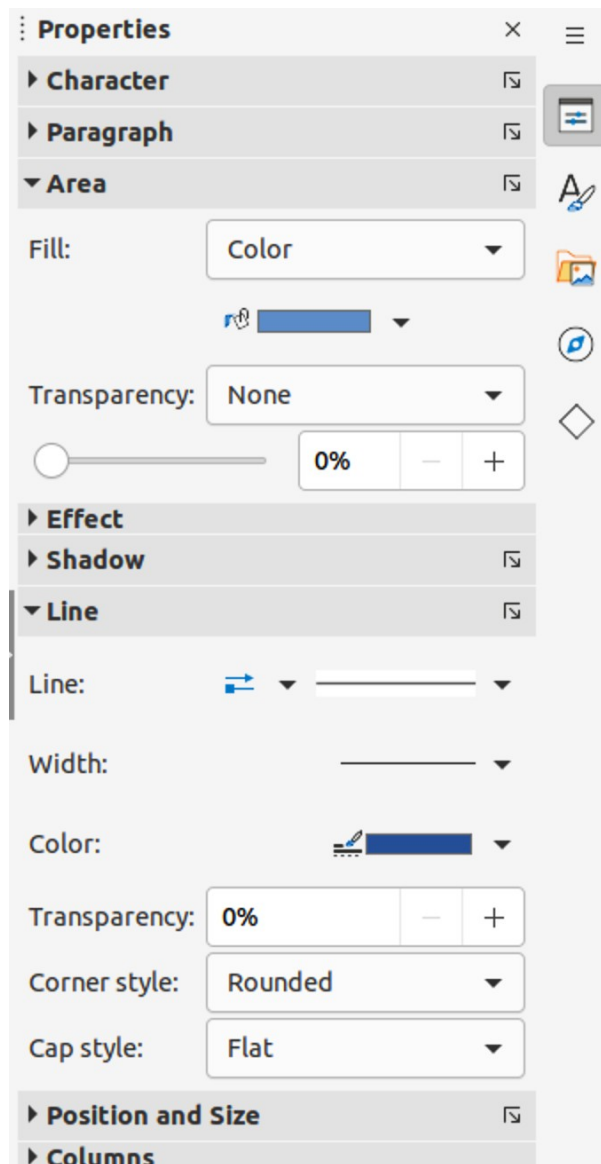 Properties
Character
Paragraph
Area
Fill: Color
Transparency: None
0%
Effect
Shadow
Line
Line:
Width:
Color:
Transparency: 0%
Corner style: Rounded
Cap style: Flat
Position and Size
Columns